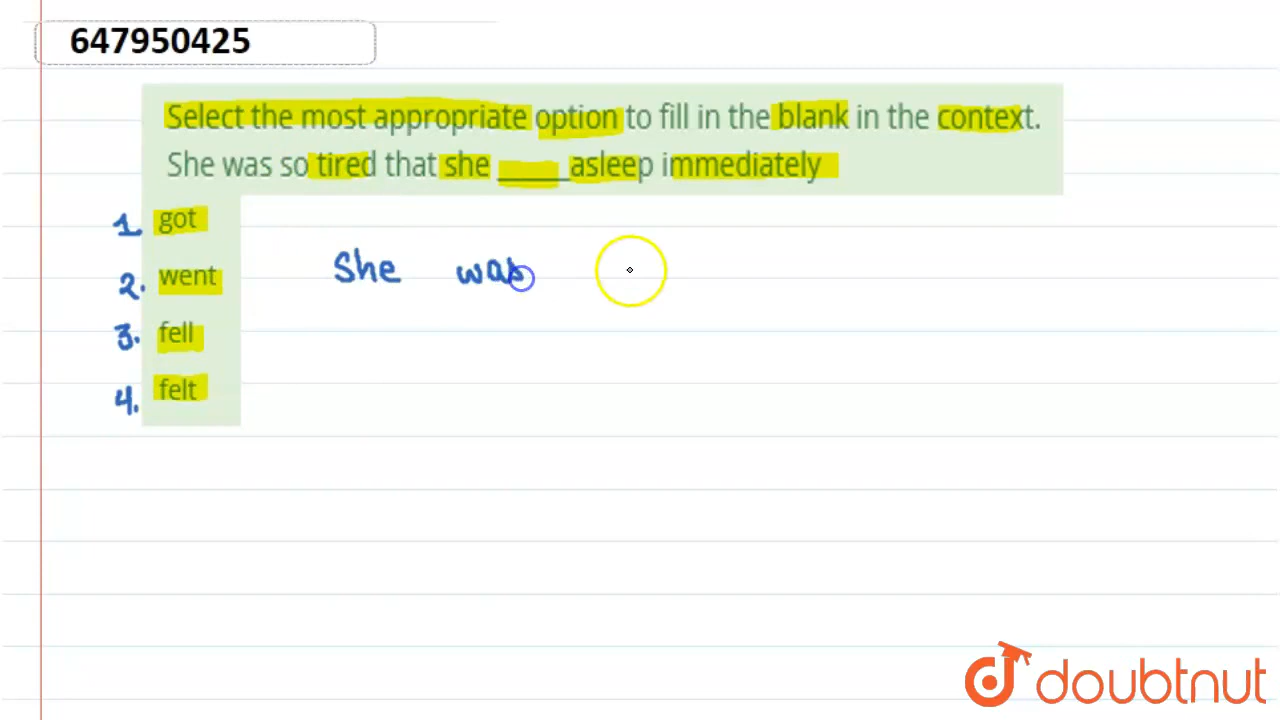 647950425
Select the most appropriate option to fill in the blank in the context.
She was so tired that she _____ asleep immediately
1. got
2. went
3. fell
4. felt
She was
doubtnut